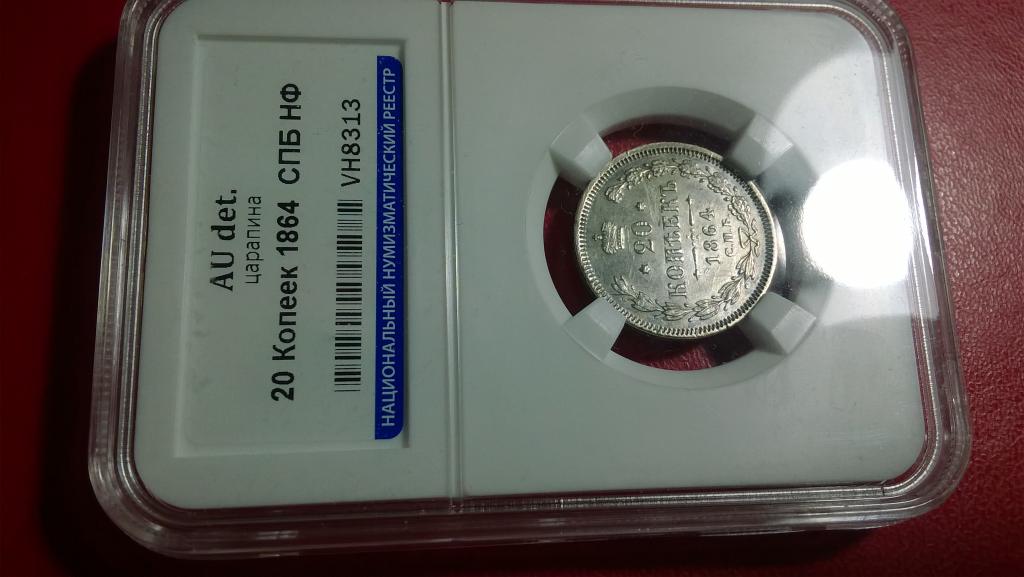 AU det.
царапина
20 Копеек 1864 СПБ НФ
VH8313
НАЦИОНАЛЬНЫЙ НУМИЗМАТИЧЕСКИЙ РЕЕСТР
* 20 *
КОПѢЕКЪ
1864
С.П.Б.